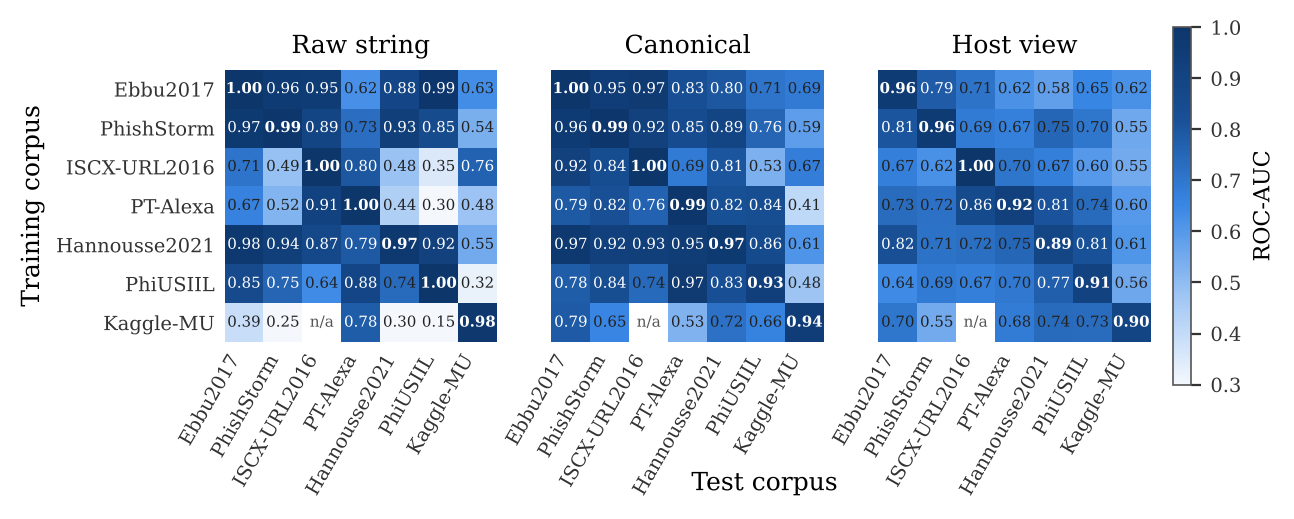 Raw string
Canonical
Host view
Training corpus
Ebbu2017 1.00 0.96 0.95 0.62 0.88 0.99 0.63 1.00 0.95 0.97 0.83 0.80 0.71 0.69 0.96 0.79 0.71 0.62 0.58 0.65 0.62
PhishStorm 0.97 0.99 0.89 0.73 0.93 0.85 0.54 0.96 0.99 0.92 0.85 0.89 0.76 0.59 0.81 0.96 0.69 0.67 0.75 0.70 0.55
ISCX-URL2016 0.71 0.49 1.00 0.80 0.48 0.35 0.76 0.92 0.84 1.00 0.69 0.81 0.53 0.67 0.67 0.62 1.00 0.70 0.67 0.60 0.55
PT-Alexa 0.67 0.52 0.91 1.00 0.44 0.30 0.48 0.79 0.82 0.76 0.99 0.82 0.84 0.41 0.73 0.72 0.86 0.92 0.81 0.74 0.60
Hannousse2021 0.98 0.94 0.87 0.79 0.97 0.92 0.55 0.97 0.92 0.93 0.95 0.97 0.86 0.61 0.82 0.71 0.72 0.75 0.89 0.81 0.61
PhiUSIIL 0.85 0.75 0.64 0.88 0.74 1.00 0.32 0.78 0.84 0.74 0.97 0.83 0.93 0.48 0.64 0.69 0.67 0.70 0.77 0.91 0.56
Kaggle-MU 0.39 0.25 n/a 0.78 0.30 0.15 0.98 0.79 0.65 n/a 0.53 0.72 0.66 0.94 0.70 0.55 n/a 0.68 0.74 0.73 0.90
Ebbu2017
PhishStorm
ISCX-URL2016
PT-Alexa
Hannousse2021
PhiUSIIL
Kaggle-MU
Ebbu2017
PhishStorm
ISCX-URL2016
PT-Alexa
Hannousse2021
PhiUSIIL
Kaggle-MU
Ebbu2017
PhishStorm
ISCX-URL2016
PT-Alexa
Hannousse2021
PhiUSIIL
Kaggle-MU
Test corpus
1.0
0.9
0.8
0.7
0.6
0.5
0.4
0.3
ROC-AUC